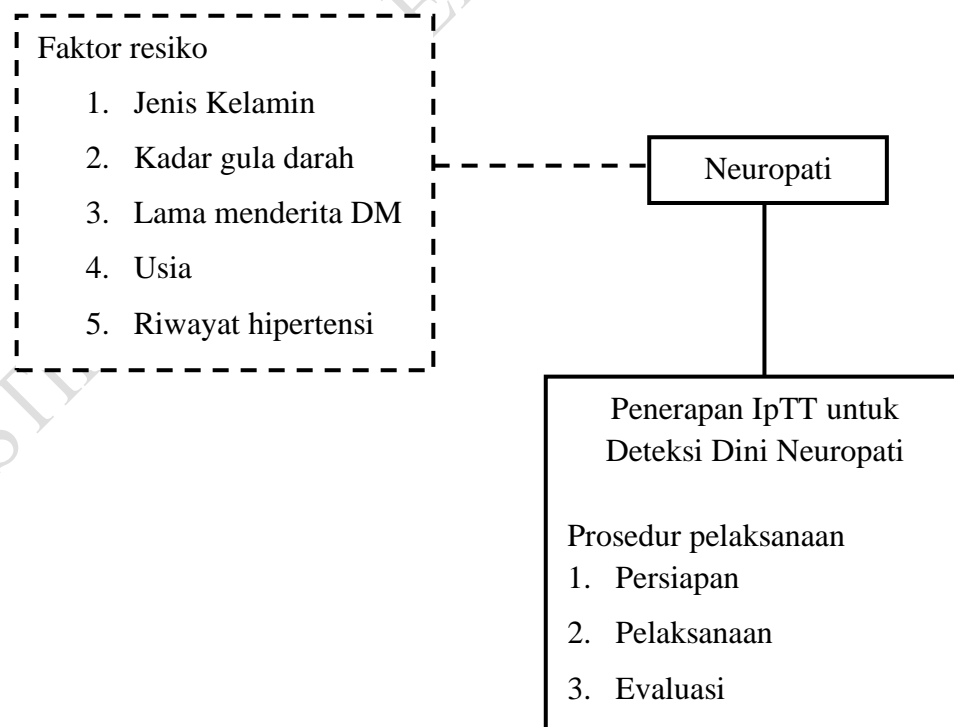 Faktor resiko
1. Jenis Kelamin
2. Kadar gula darah
3. Lama menderita DM
4. Usia
5. Riwayat hipertensi
Neuropati
Penerapan IpTT untuk
Deteksi Dini Neuropati
Prosedur pelaksanaan
1. Persiapan
2. Pelaksanaan
3. Evaluasi